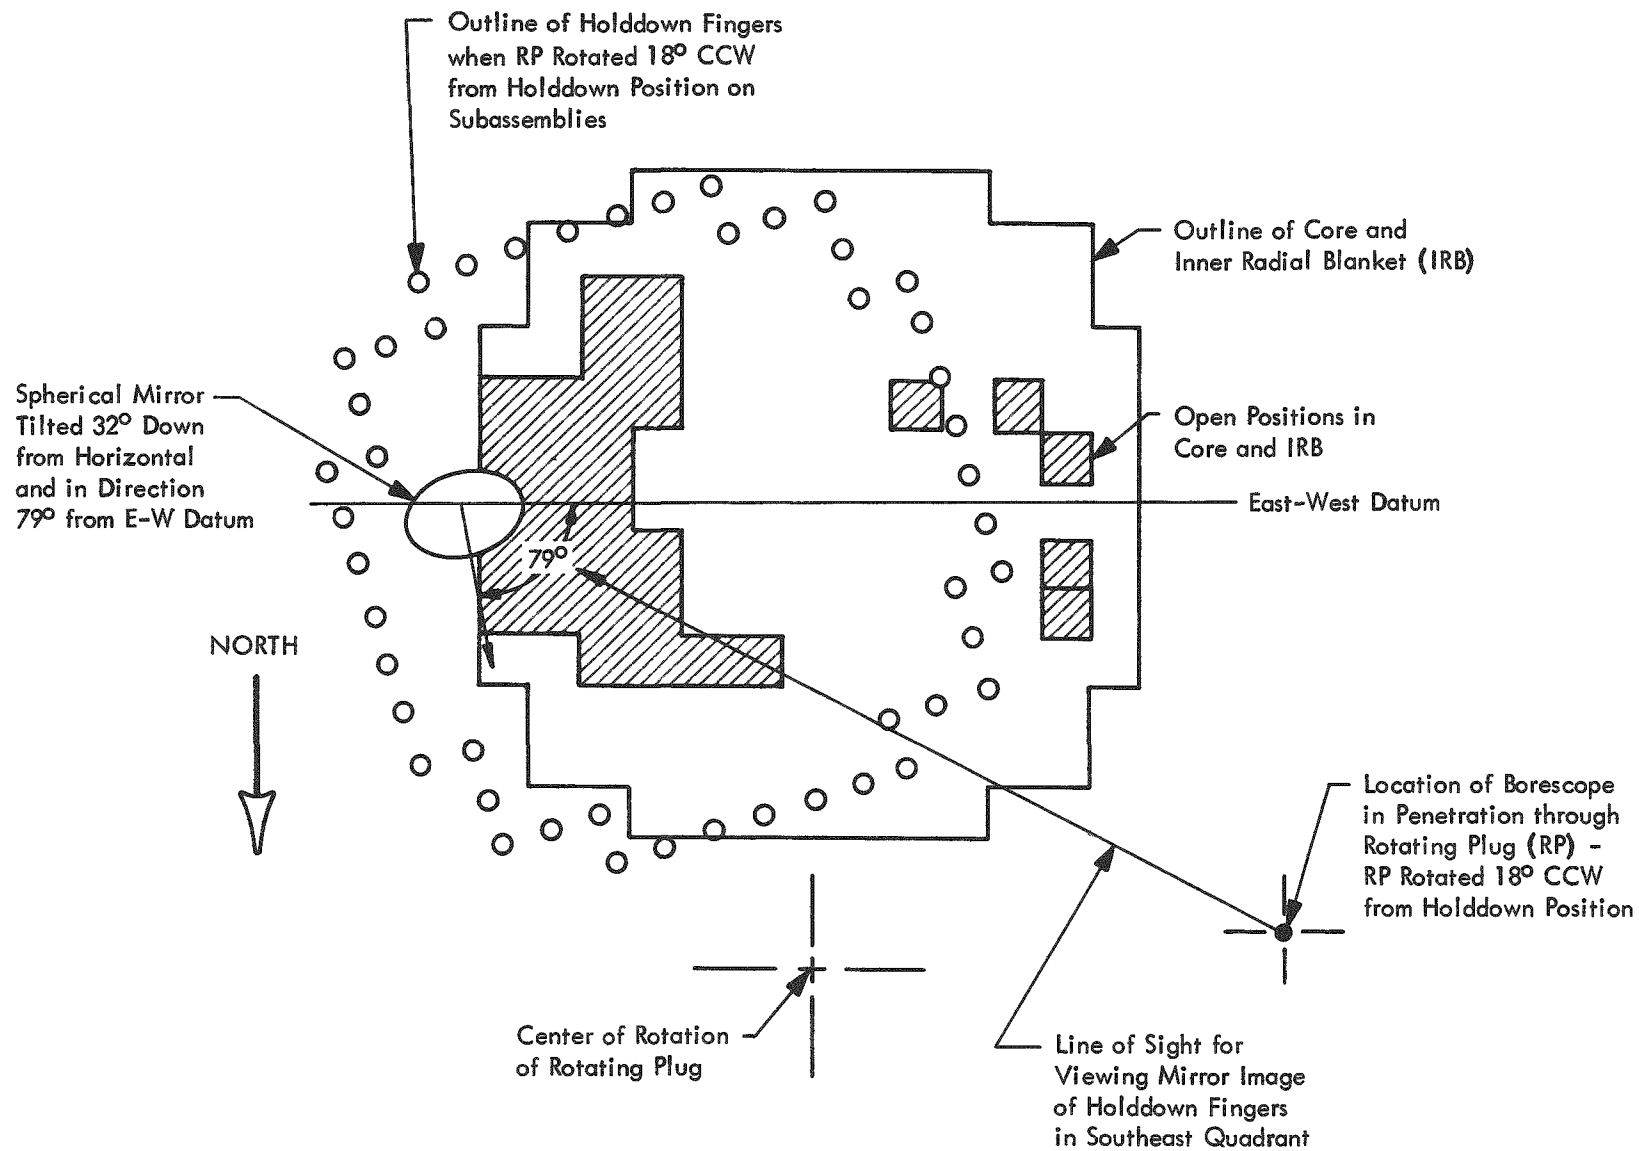 Outline of Holddown Fingers
when RP Rotated 18° CCW
from Holddown Position on
Subassemblies
Outline of Core and
Inner Radial Blanket (IRB)
Spherical Mirror
Tilted 32° Down
from Horizontal
and in Direction
79° from E-W Datum
Open Positions in
Core and IRB
East-West Datum
79°
NORTH
Location of Borescope
in Penetration through
Rotating Plug (RP) -
RP Rotated 18° CCW
from Holddown Position
Center of Rotation
of Rotating Plug
Line of Sight for
Viewing Mirror Image
of Holddown Fingers
in Southeast Quadrant